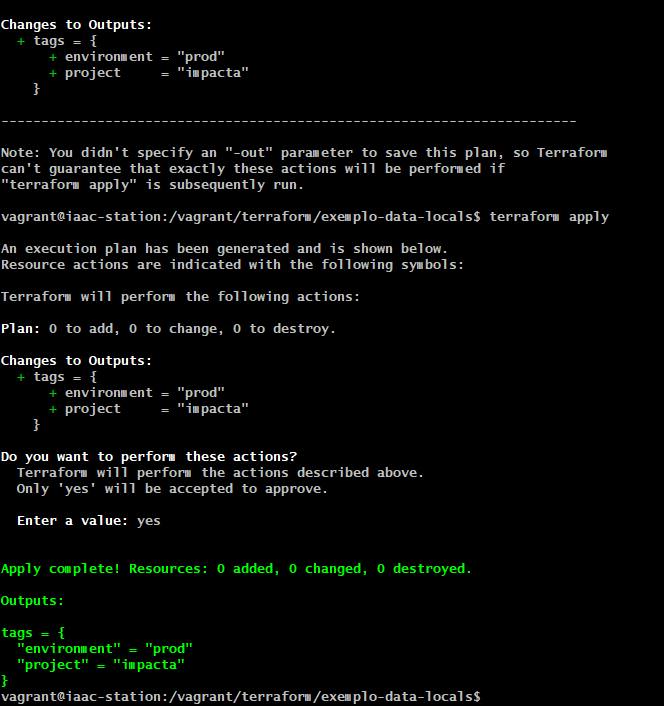 Changes to Outputs:
  + tags = {
      + environment = "prod"
      + project     = "impacta"
    }
------------------------------------------------------------------------
Note: You didn't specify an "-out" parameter to save this plan, so Terraform
can't guarantee that exactly these actions will be performed if
"terraform apply" is subsequently run.
vagrant@iaac-station:/vagrant/terraform/exemplo-data-locals$ terraform apply
An execution plan has been generated and is shown below.
Resource actions are indicated with the following symbols:
Terraform will perform the following actions:
Plan: 0 to add, 0 to change, 0 to destroy.
Changes to Outputs:
  + tags = {
      + environment = "prod"
      + project     = "impacta"
    }
Do you want to perform these actions?
  Terraform will perform the actions described above.
  Only 'yes' will be accepted to approve.
  Enter a value: yes
Apply complete! Resources: 0 added, 0 changed, 0 destroyed.
Outputs:
tags = {
  "environment" = "prod"
  "project" = "impacta"
}
vagrant@iaac-station:/vagrant/terraform/exemplo-data-locals$